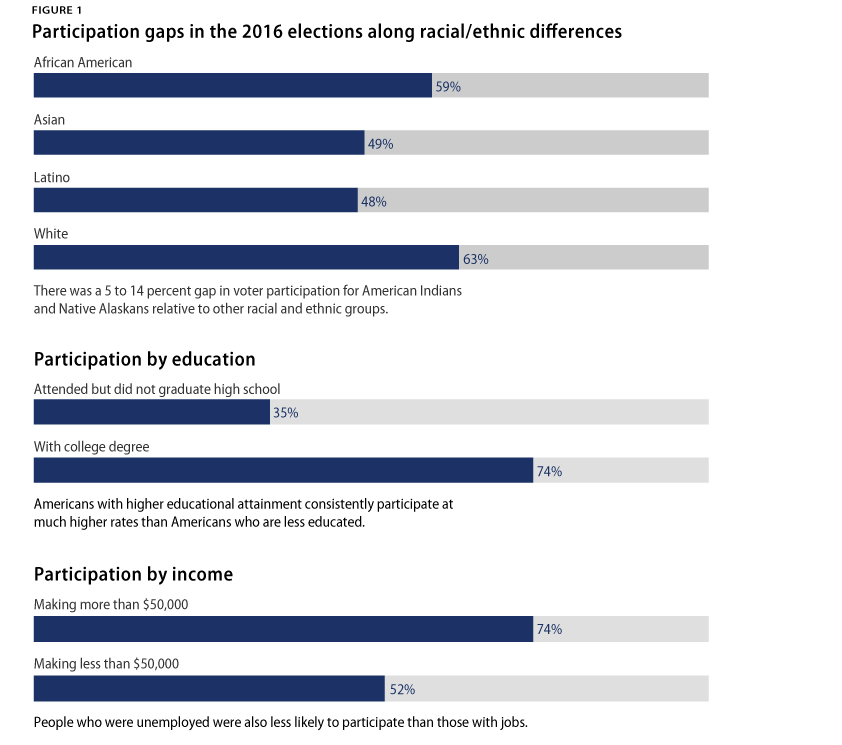 FIGURE 1
Participation gaps in the 2016 elections along racial/ethnic differences
African American
59%
Asian
49%
Latino
48%
White
63%
There was a 5 to 14 percent gap in voter participation for American Indians
and Native Alaskans relative to other racial and ethnic groups.
Participation by education
Attended but did not graduate high school
35%
With college degree
74%
Americans with higher educational attainment consistently participate at
much higher rates than Americans who are less educated.
Participation by income
Making more than $50,000
74%
Making less than $50,000
52%
People who were unemployed were also less likely to participate than those with jobs.